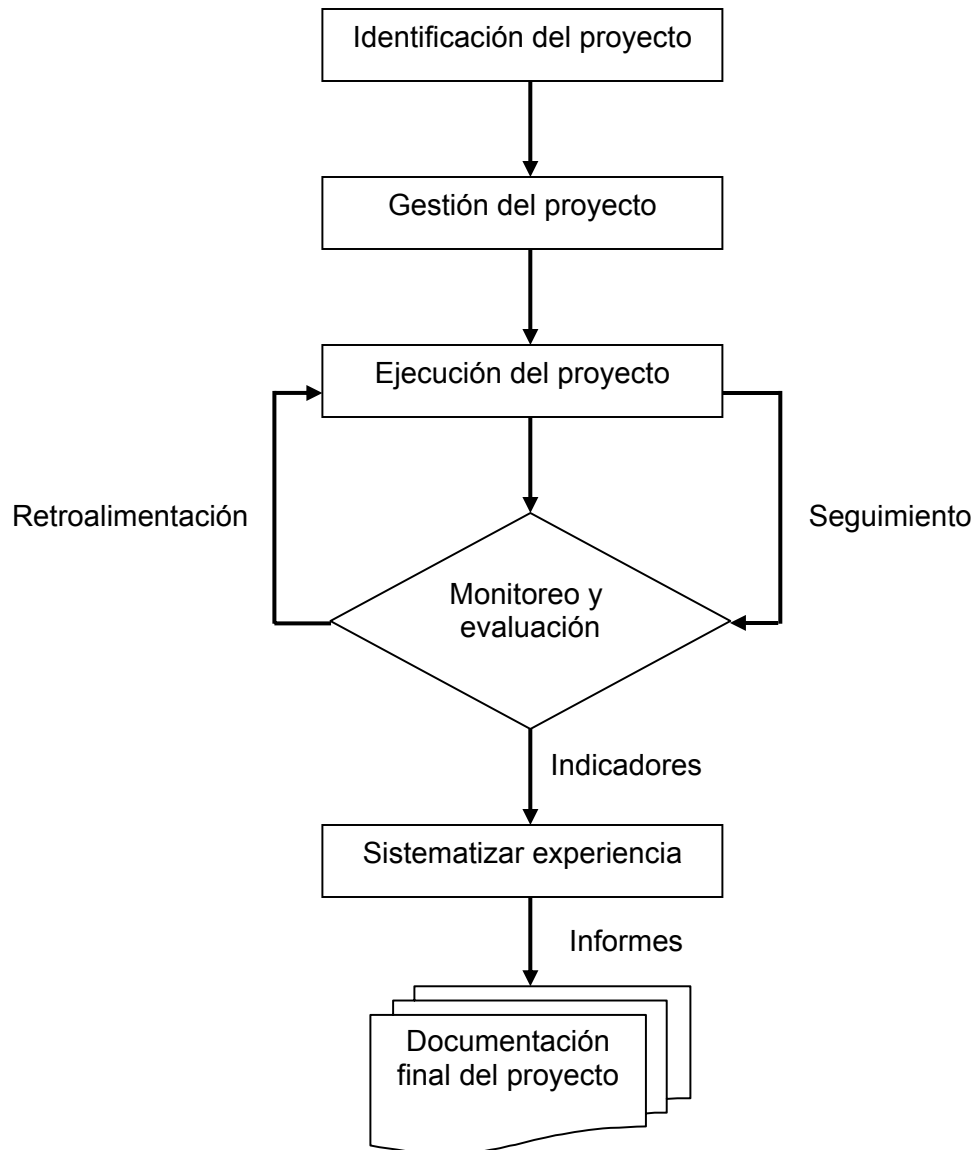 Identificación del proyecto
Gestión del proyecto
Ejecución del proyecto
Retroalimentación
Seguimiento
Monitoreo y
evaluación
Indicadores
Sistematizar experiencia
Informes
Documentación
final del proyecto